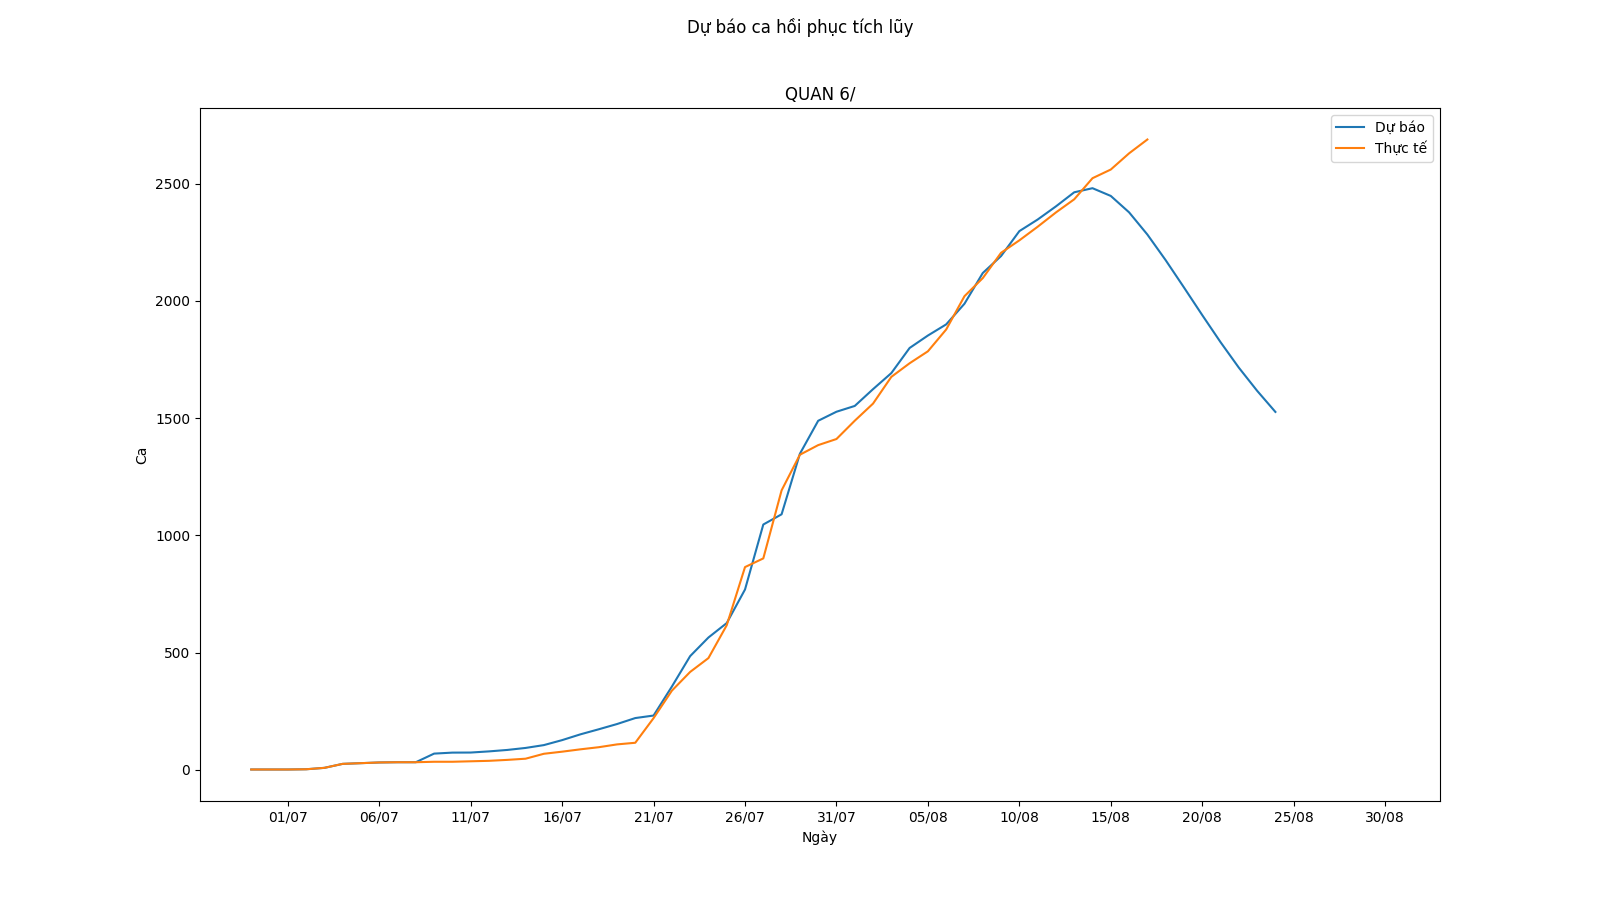 Dự báo ca hồi phục tích lũy
QUAN 6/
Dự báo
Thực tế
2500
2000
1500
1000
500
0
Ca
01/07 06/07 11/07 16/07 21/07 26/07 31/07 05/08 10/08 15/08 20/08 25/08 30/08
Ngày